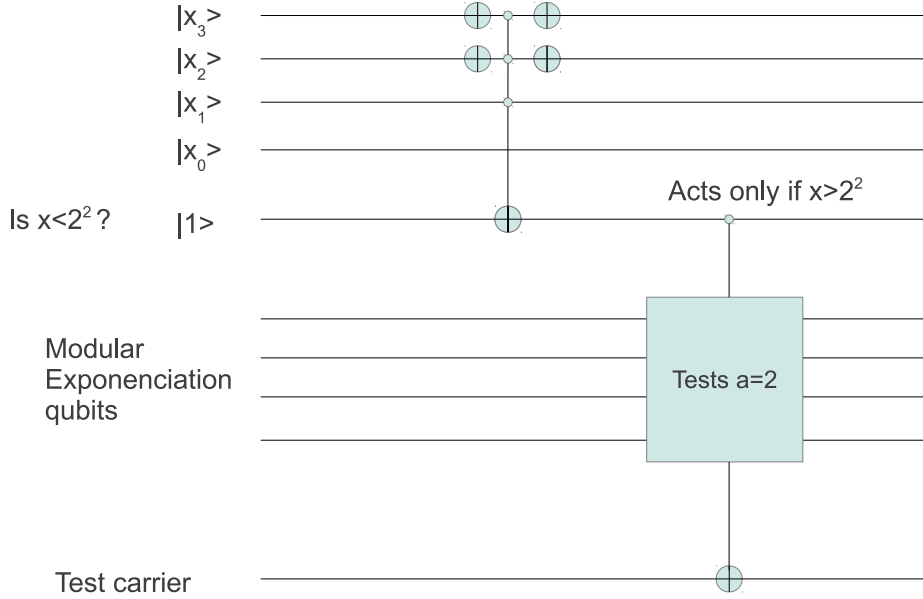 |x₃>
|x₂>
|x₁>
|x₀>
Acts only if x>2²
Is x<2² ?
|1>
Modular
Exponenciation
qubits
Tests a=2
Test carrier